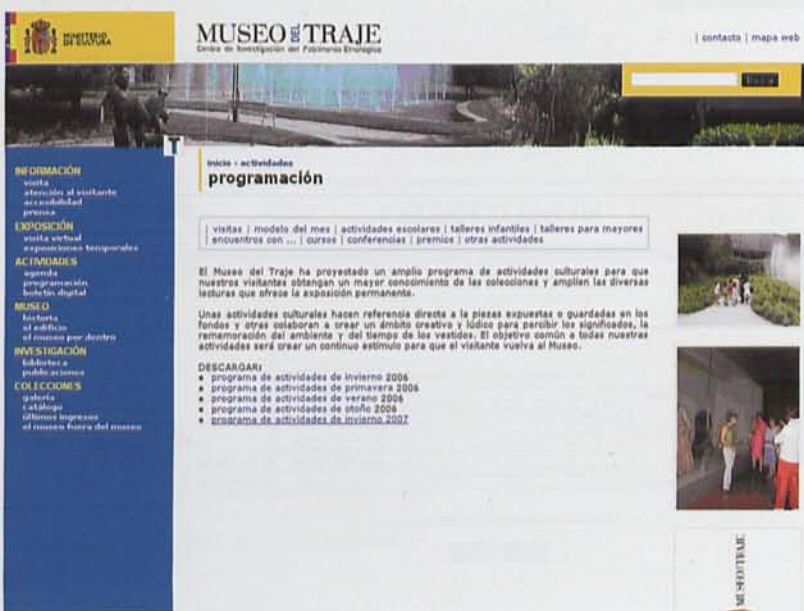 MINISTERIO
DE CULTURA
MUSEO DEL TRAJE
Centro de Investigación del Patrimonio Etnológico
| contacto | mapa web
T
inicio - actividades
programación
INFORMACIÓN
visita
atención al visitante
accesibilidad
prensa
EXPOSICIÓN
visita virtual
exposiciones temporales
ACTIVIDADES
agenda
programación
boletín digital
MUSEO
historia
el edificio
el museo por dentro
INVESTIGACIÓN
biblioteca
publicaciones
COLECCIONES
galería
catálogo
últimos ingresos
el museo fuera del museo
| visitas | modelo del mes | actividades escolares | talleres infantiles | talleres para mayores
| encuentros con ... | cursos | conferencias | premios | otras actividades
El Museo del Traje ha proyectado un amplio programa de actividades culturales para que
nuestros visitantes obtengan un mayor conocimiento de las colecciones y amplíen las diversas
lecturas que ofrece la exposición permanente.
Unas actividades culturales hacen referencia directa a la piezas expuestas o guardadas en los
fondos y otras colaboran a crear un ámbito creativo y lúdico para percibir los significados, la
rememoración del ambiente y del tiempo de los vestidos. El objetivo común a todas nuestras
actividades será crear un continuo estímulo para que el visitante vuelva al Museo.
DESCARGAR:
• programa de actividades de invierno 2006
• programa de actividades de primavera 2006
• programa de actividades de verano 2006
• programa de actividades de otoño 2006
• programa de actividades de invierno 2007
MUSEO DEL TRAJE